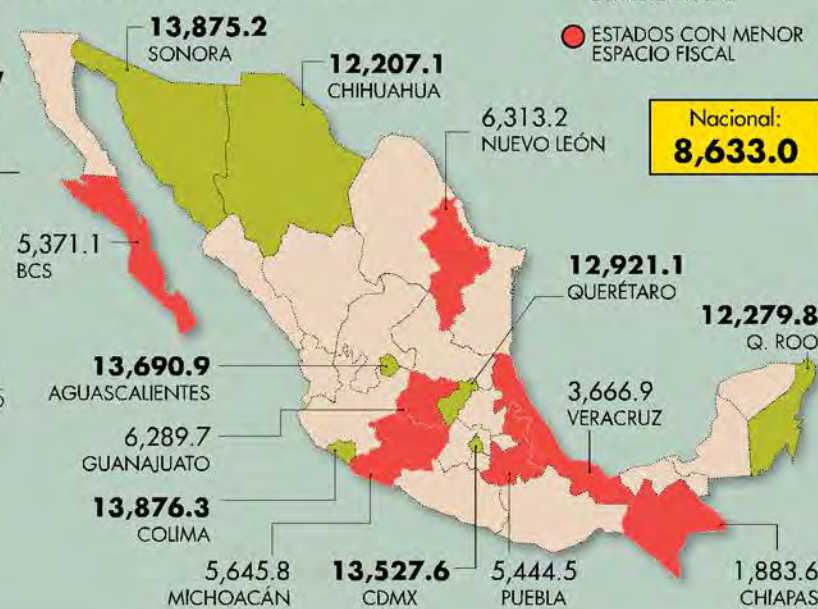 ESTADOS CON MENOR
ESPACIO FISCAL
Nacional:
8,633.0
13,875.2
SONORA
12,207.1
CHIHUAHUA
6,313.2
NUEVO LEÓN
5,371.1
BCS
12,921.1
QUERÉTARO
12,279.8
Q. ROO
13,690.9
AGUASCALIENTES
3,666.9
VERACRUZ
6,289.7
GUANAJUATO
13,876.3
COLIMA
5,645.8
MICHOACÁN
13,527.6
CDMX
5,444.5
PUEBLA
1,883.6
CHIAPAS